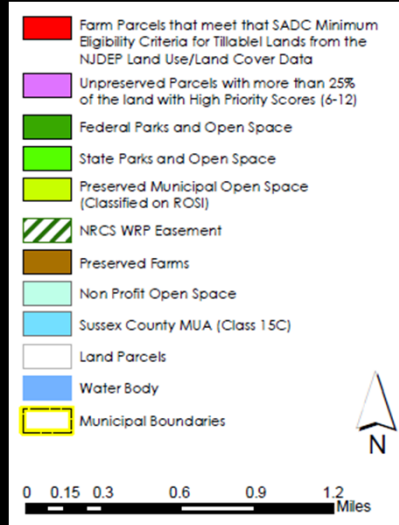 Farm Parcels that meet that SADC Minimum
Eligibility Criteria for Tillablel Lands from the
NJDEP Land Use/Land Cover Data
Unpreserved Parcels with more than 25%
of the land with High Priority Scores (6-12)
Federal Parks and Open Space
State Parks and Open Space
Preserved Municipal Open Space
(Classified on ROSI)
NRCS WRP Easement
Preserved Farms
Non Profit Open Space
Sussex County MUA (Class 15C)
Land Parcels
Water Body
Municipal Boundaries
N
0 0.15 0.3 0.6 0.9 1.2
Miles